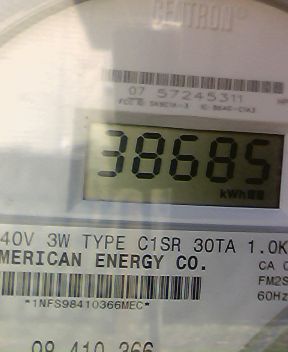 CENTRON®
07 57245311
38685
kWh
40V 3W TYPE C1SR 30TA 1.0K
MERICAN ENERGY CO.
CA 0
FM2S
60Hz
*1NFS98410366MEC*
98 410 366